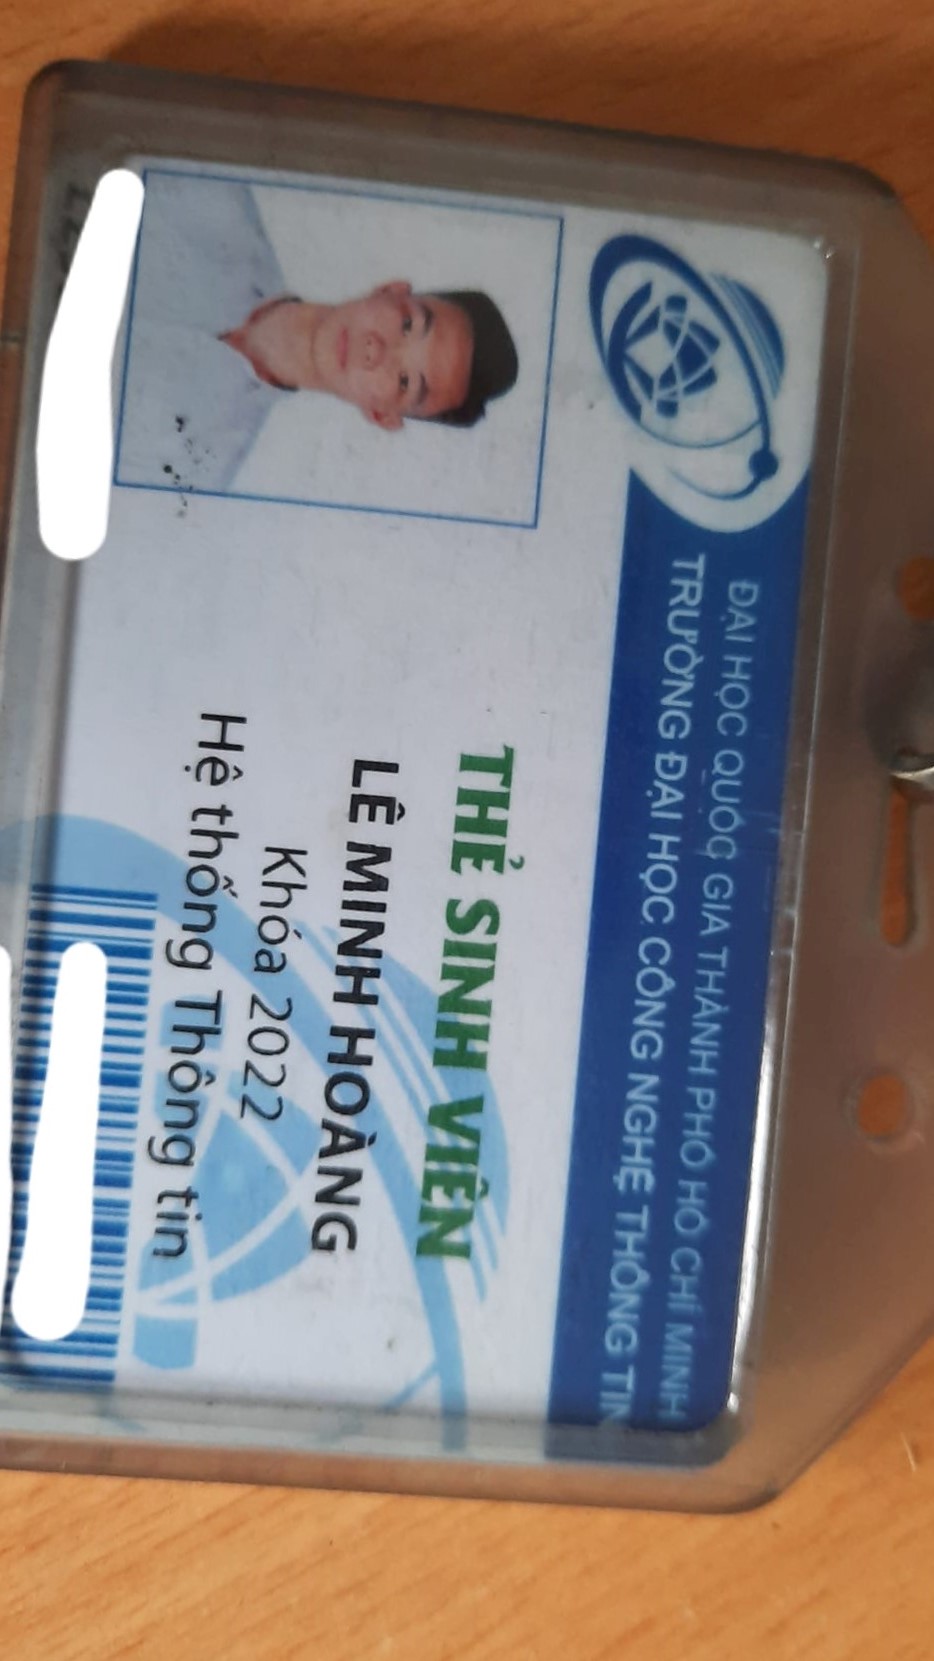 ĐẠI HỌC QUỐC GIA THÀNH PHỐ HỒ CHÍ MINH
TRƯỜNG ĐẠI HỌC CÔNG NGHỆ THÔNG TIN
THẺ SINH VIÊN
LÊ MINH HOÀNG
Khóa 2022
Hệ thống Thông tin